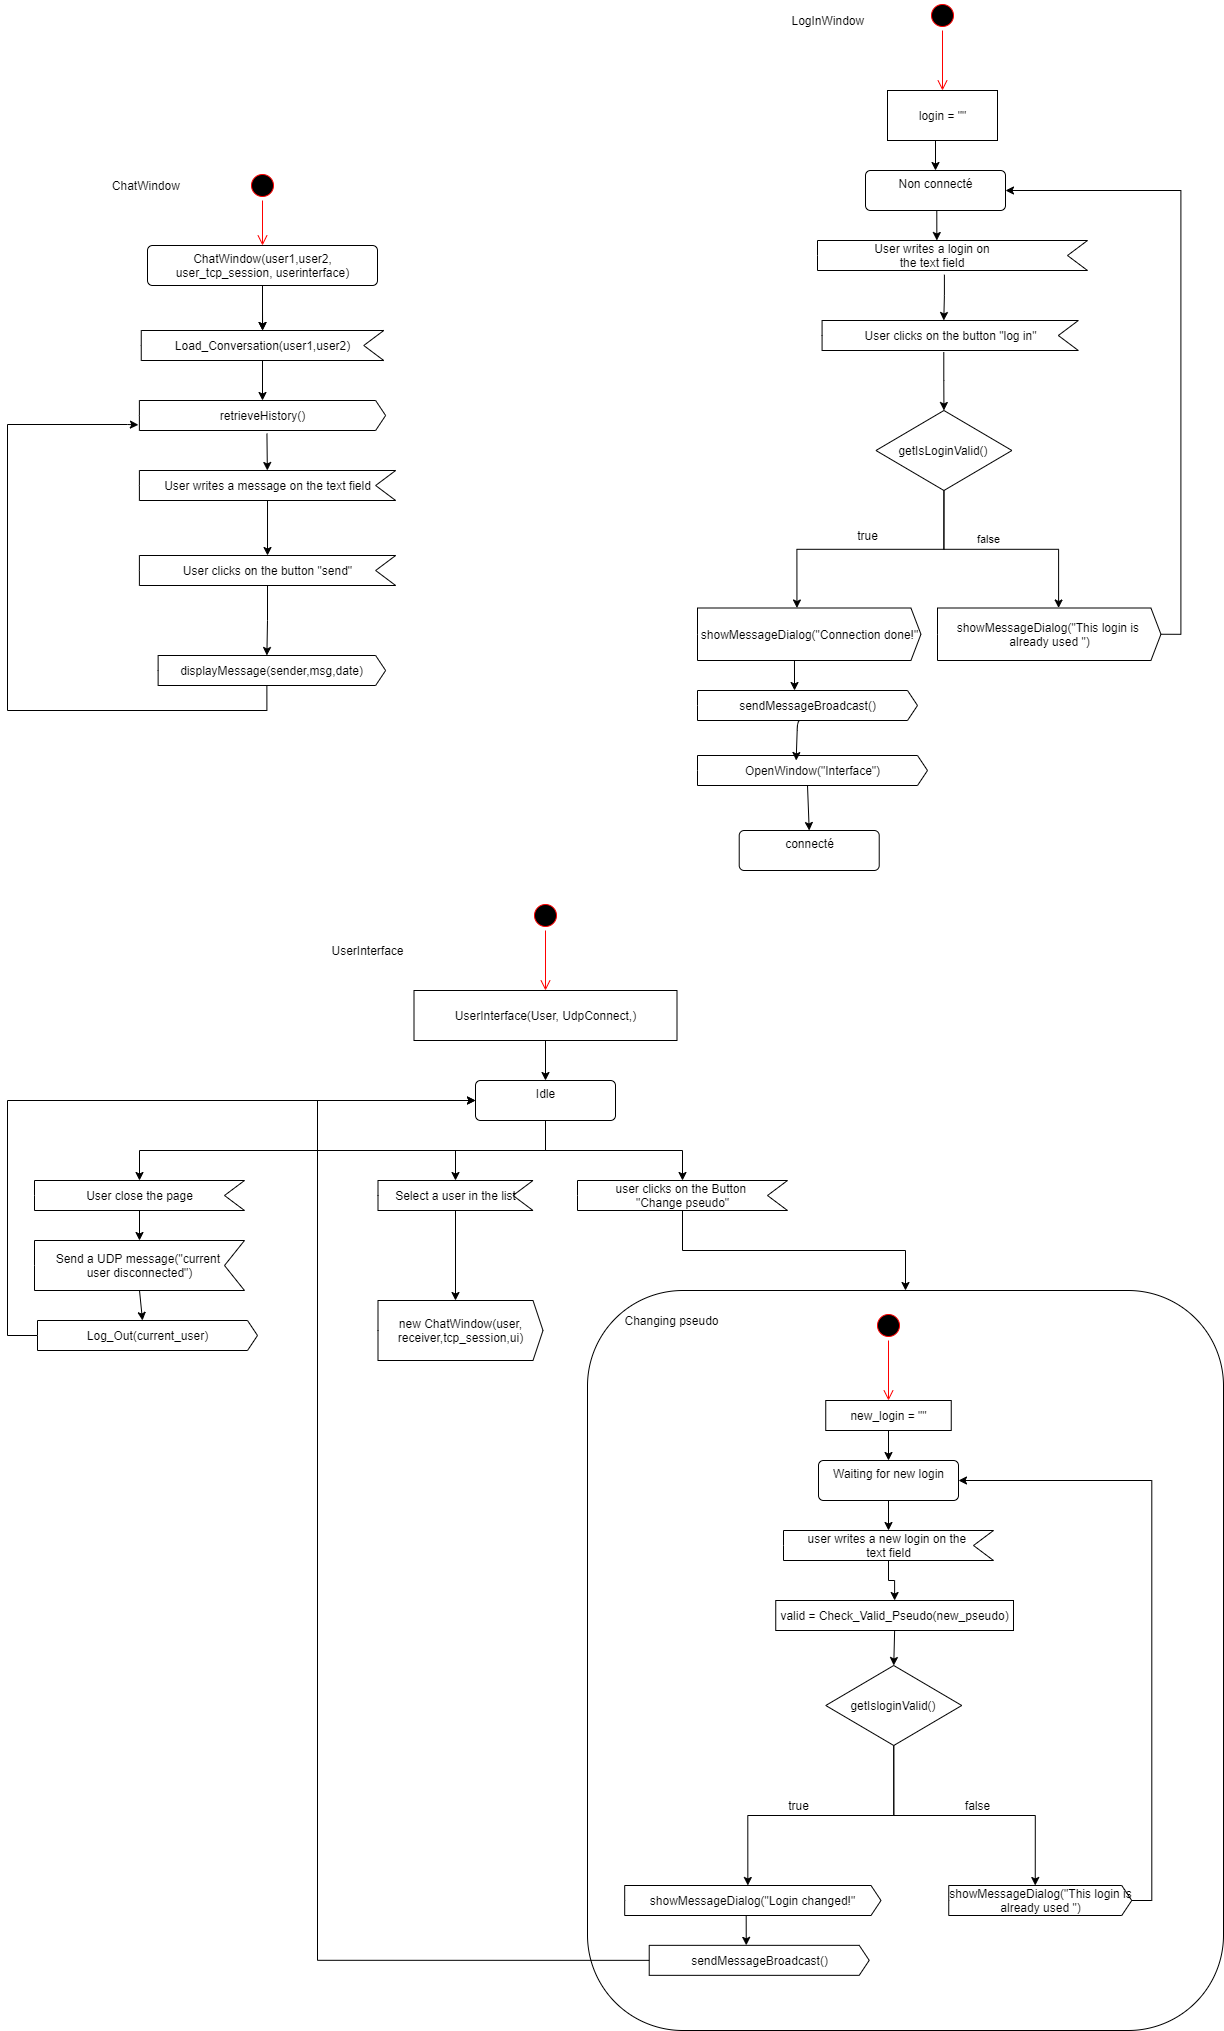 LogInWindow
login = ""
Non connecté
User writes a login on
the text field
User clicks on the button "log in"
getIsLoginValid()
true
false
showMessageDialog("Connection done!"
showMessageDialog("This login is
already used ")
sendMessageBroadcast()
OpenWindow("Interface")
connecté
ChatWindow
ChatWindow(user1,user2,
user_tcp_session, userinterface)
Load_Conversation(user1,user2)
retrieveHistory()
User writes a message on the text field
User clicks on the button "send"
displayMessage(sender,msg,date)
UserInterface
UserInterface(User, UdpConnect,)
Idle
User close the page
Send a UDP message("current
user disconnected")
Log_Out(current_user)
Select a user in the list
new ChatWindow(user,
receiver,tcp_session,ui)
user clicks on the Button
"Change pseudo"
Changing pseudo
new_login = ""
Waiting for new login
user writes a new login on the
text field
valid = Check_Valid_Pseudo(new_pseudo)
getIsloginValid()
true
false
showMessageDialog("Login changed!"
showMessageDialog("This login is
already used ")
sendMessageBroadcast()